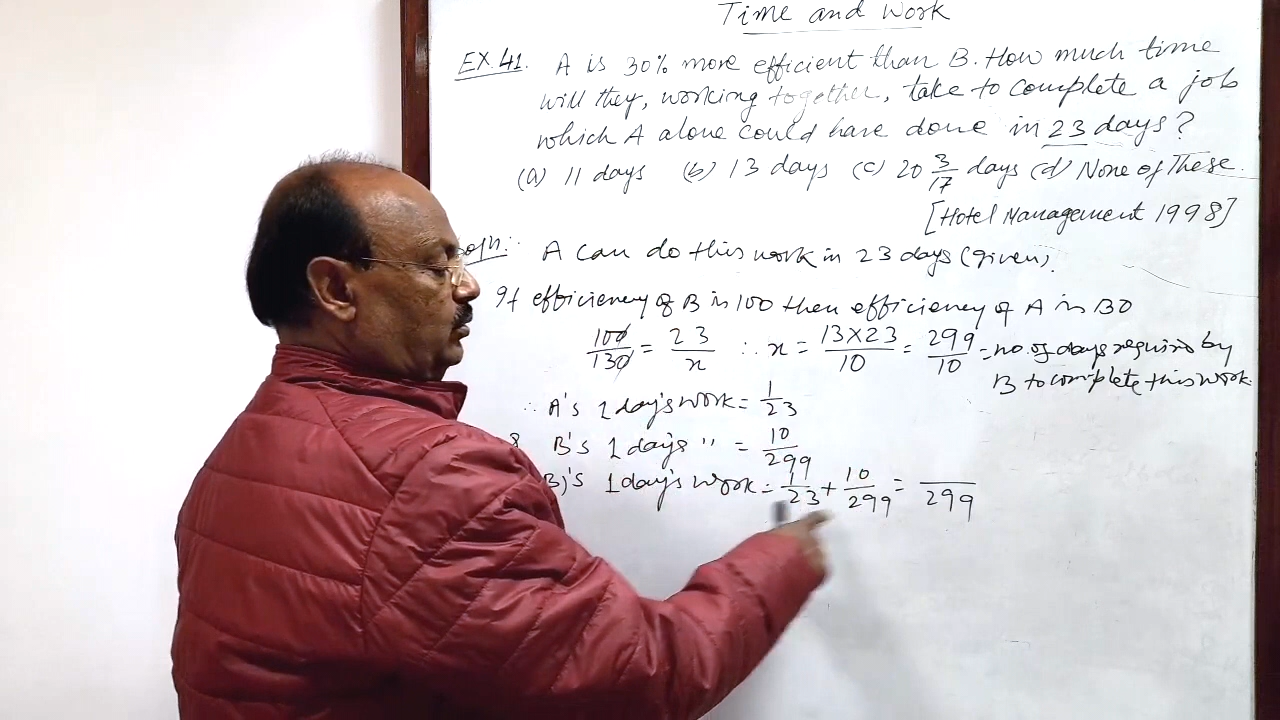 Time and Work
EX.41. A is 30% more efficient than B. How much time
will they, working together, take to complete a job
which A alone could have done in 23 days?
(a) 11 days (b) 13 days (c) 20 3/17 days (d) None of These.
[Hotel Management 1998]
Sol'n:- A can do this work in 23 days (given).
If efficiency of B is 100 then efficiency of A is 130
100/130 = 23/x ∴ x = 13×23/10 = 299/10 = no. of days required by
B to complete this work.
∴ A's 1 day's work = 1/23
B's 1 day's " = 10/299
B)'s 1 day's work = 1/23 + 10/299 = /299